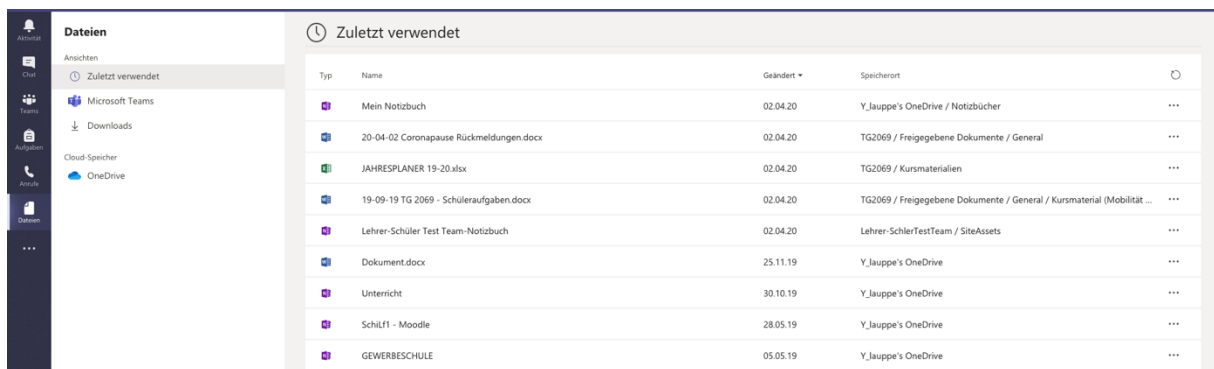 Aktivität
Chat
Teams
Aufgaben
Anrufe
Dateien
Dateien
Ansichten
Zuletzt verwendet
Microsoft Teams
Downloads
Cloud-Speicher
OneDrive
Zuletzt verwendet
Typ Name Geändert Speicherort
Mein Notizbuch 02.04.20 Y_lauppe's OneDrive / Notizbücher
20-04-02 Coronapause Rückmeldungen.docx 02.04.20 TG2069 / Freigegebene Dokumente / General
JAHRESPLANER 19-20.xlsx 02.04.20 TG2069 / Kursmaterialien
19-09-19 TG 2069 - Schüleraufgaben.docx 02.04.20 TG2069 / Freigegebene Dokumente / General / Kursmaterial (Mobilität ...
Lehrer-Schüler Test Team-Notizbuch 02.04.20 Lehrer-SchlerTestTeam / SiteAssets
Dokument.docx 25.11.19 Y_lauppe's OneDrive
Unterricht 30.10.19 Y_lauppe's OneDrive
SchiLf1 - Moodle 28.05.19 Y_lauppe's OneDrive
GEWERBESCHULE 05.05.19 Y_lauppe's OneDrive